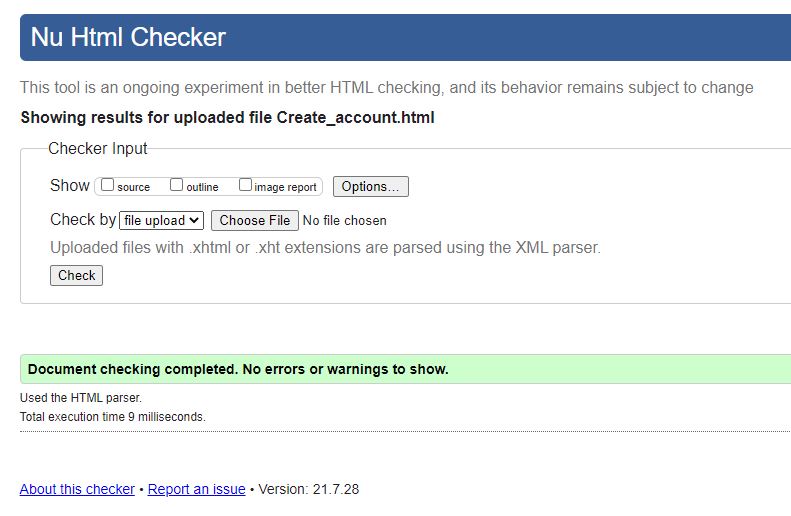 Nu Html Checker
This tool is an ongoing experiment in better HTML checking, and its behavior remains subject to change
Showing results for uploaded file Create_account.html
Checker Input
Show source outline image report Options...
Check by file upload Choose File No file chosen
Uploaded files with .xhtml or .xht extensions are parsed using the XML parser.
Check
Document checking completed. No errors or warnings to show.
Used the HTML parser.
Total execution time 9 milliseconds.
About this checker • Report an issue • Version: 21.7.28